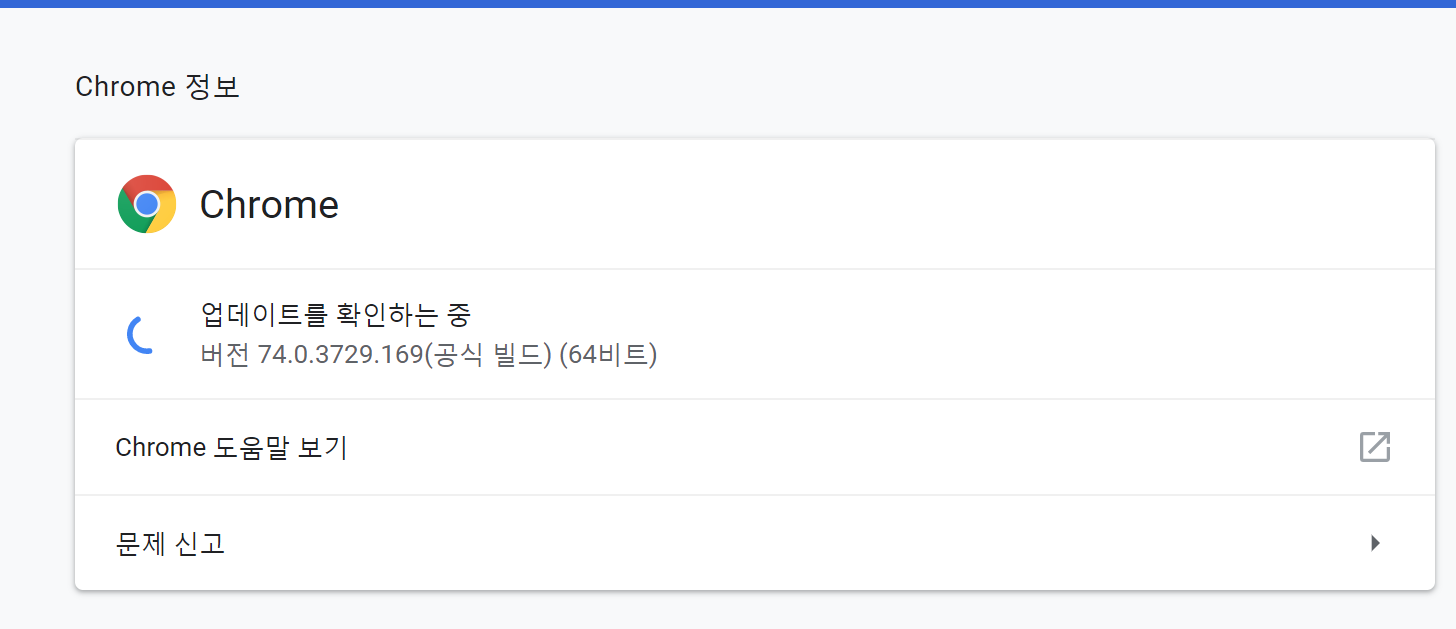 Chrome 정보
Chrome
업데이트를 확인하는 중
버전 74.0.3729.169(공식 빌드) (64비트)
Chrome 도움말 보기
문제 신고